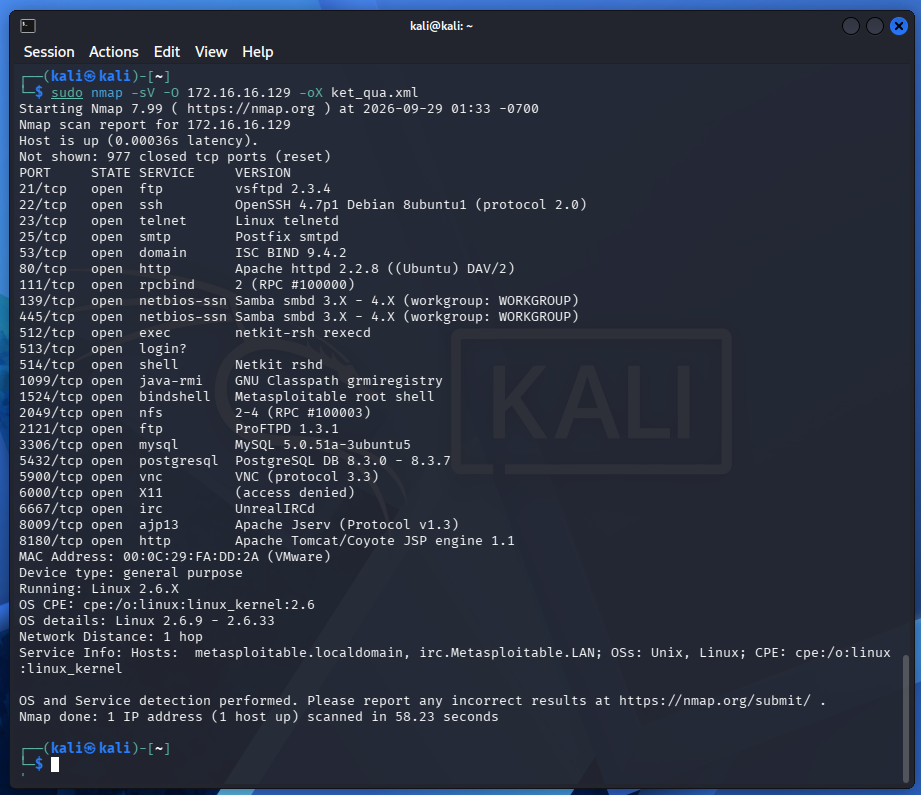 kali@kali: ~
Session Actions Edit View Help
┌──(kali㉿kali)-[~]
└─$ sudo nmap -sV -O 172.16.16.129 -oX ket_qua.xml
Starting Nmap 7.99 ( https://nmap.org ) at 2026-09-29 01:33 -0700
Nmap scan report for 172.16.16.129
Host is up (0.00036s latency).
Not shown: 977 closed tcp ports (reset)
PORT     STATE SERVICE     VERSION
21/tcp   open  ftp         vsftpd 2.3.4
22/tcp   open  ssh         OpenSSH 4.7p1 Debian 8ubuntu1 (protocol 2.0)
23/tcp   open  telnet      Linux telnetd
25/tcp   open  smtp        Postfix smtpd
53/tcp   open  domain      ISC BIND 9.4.2
80/tcp   open  http        Apache httpd 2.2.8 ((Ubuntu) DAV/2)
111/tcp  open  rpcbind     2 (RPC #100000)
139/tcp  open  netbios-ssn Samba smbd 3.X - 4.X (workgroup: WORKGROUP)
445/tcp  open  netbios-ssn Samba smbd 3.X - 4.X (workgroup: WORKGROUP)
512/tcp  open  exec        netkit-rsh rexecd
513/tcp  open  login?
514/tcp  open  shell       Netkit rshd
1099/tcp open  java-rmi    GNU Classpath grmiregistry
1524/tcp open  bindshell   Metasploitable root shell
2049/tcp open  nfs         2-4 (RPC #100003)
2121/tcp open  ftp         ProFTPD 1.3.1
3306/tcp open  mysql       MySQL 5.0.51a-3ubuntu5
5432/tcp open  postgresql  PostgreSQL DB 8.3.0 - 8.3.7
5900/tcp open  vnc         VNC (protocol 3.3)
6000/tcp open  X11         (access denied)
6667/tcp open  irc         UnrealIRCd
8009/tcp open  ajp13       Apache Jserv (Protocol v1.3)
8180/tcp open  http        Apache Tomcat/Coyote JSP engine 1.1
MAC Address: 00:0C:29:FA:DD:2A (VMware)
Device type: general purpose
Running: Linux 2.6.X
OS CPE: cpe:/o:linux:linux_kernel:2.6
OS details: Linux 2.6.9 - 2.6.33
Network Distance: 1 hop
Service Info: Hosts:  metasploitable.localdomain, irc.Metasploitable.LAN; OSs: Unix, Linux; CPE: cpe:/o:linux
:linux_kernel
OS and Service detection performed. Please report any incorrect results at https://nmap.org/submit/ .
Nmap done: 1 IP address (1 host up) scanned in 58.23 seconds
┌──(kali㉿kali)-[~]
└─$
KALI